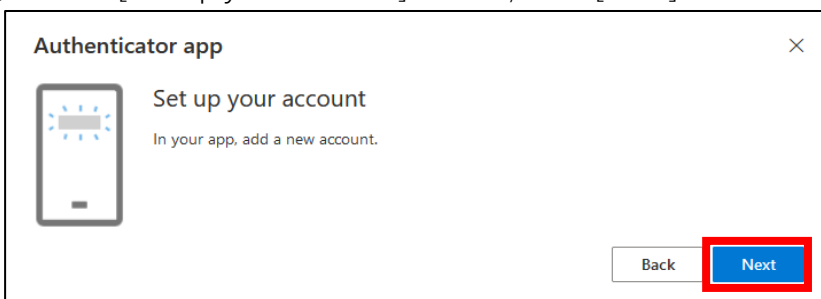 Authenticator app
Set up your account
In your app, add a new account.
Back
Next